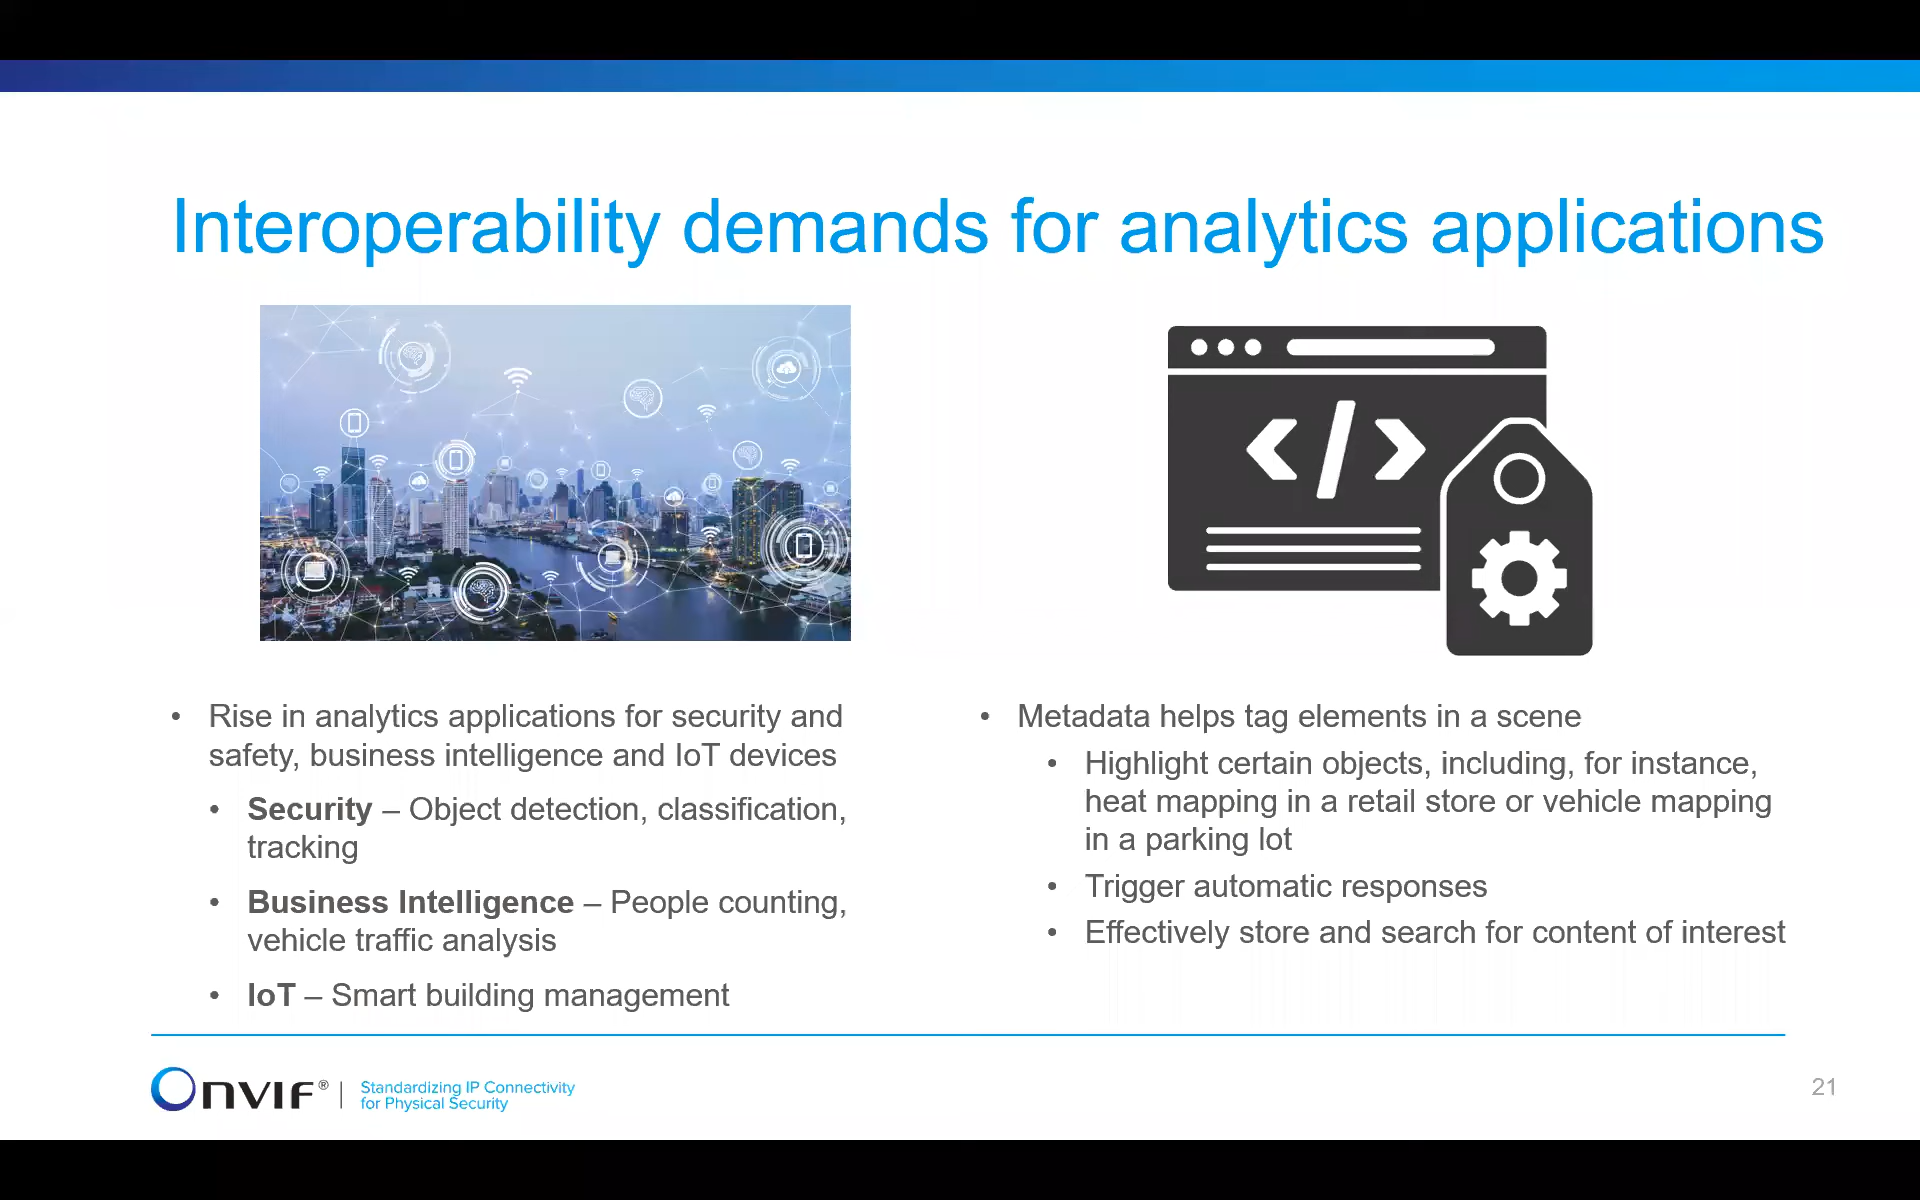 Interoperability demands for analytics applications
• Rise in analytics applications for security and
safety, business intelligence and IoT devices
• Security – Object detection, classification,
tracking
• Business Intelligence – People counting,
vehicle traffic analysis
• IoT – Smart building management
• Metadata helps tag elements in a scene
• Highlight certain objects, including, for instance,
heat mapping in a retail store or vehicle mapping
in a parking lot
• Trigger automatic responses
• Effectively store and search for content of interest
ONVIF® | Standardizing IP Connectivity
for Physical Security
21